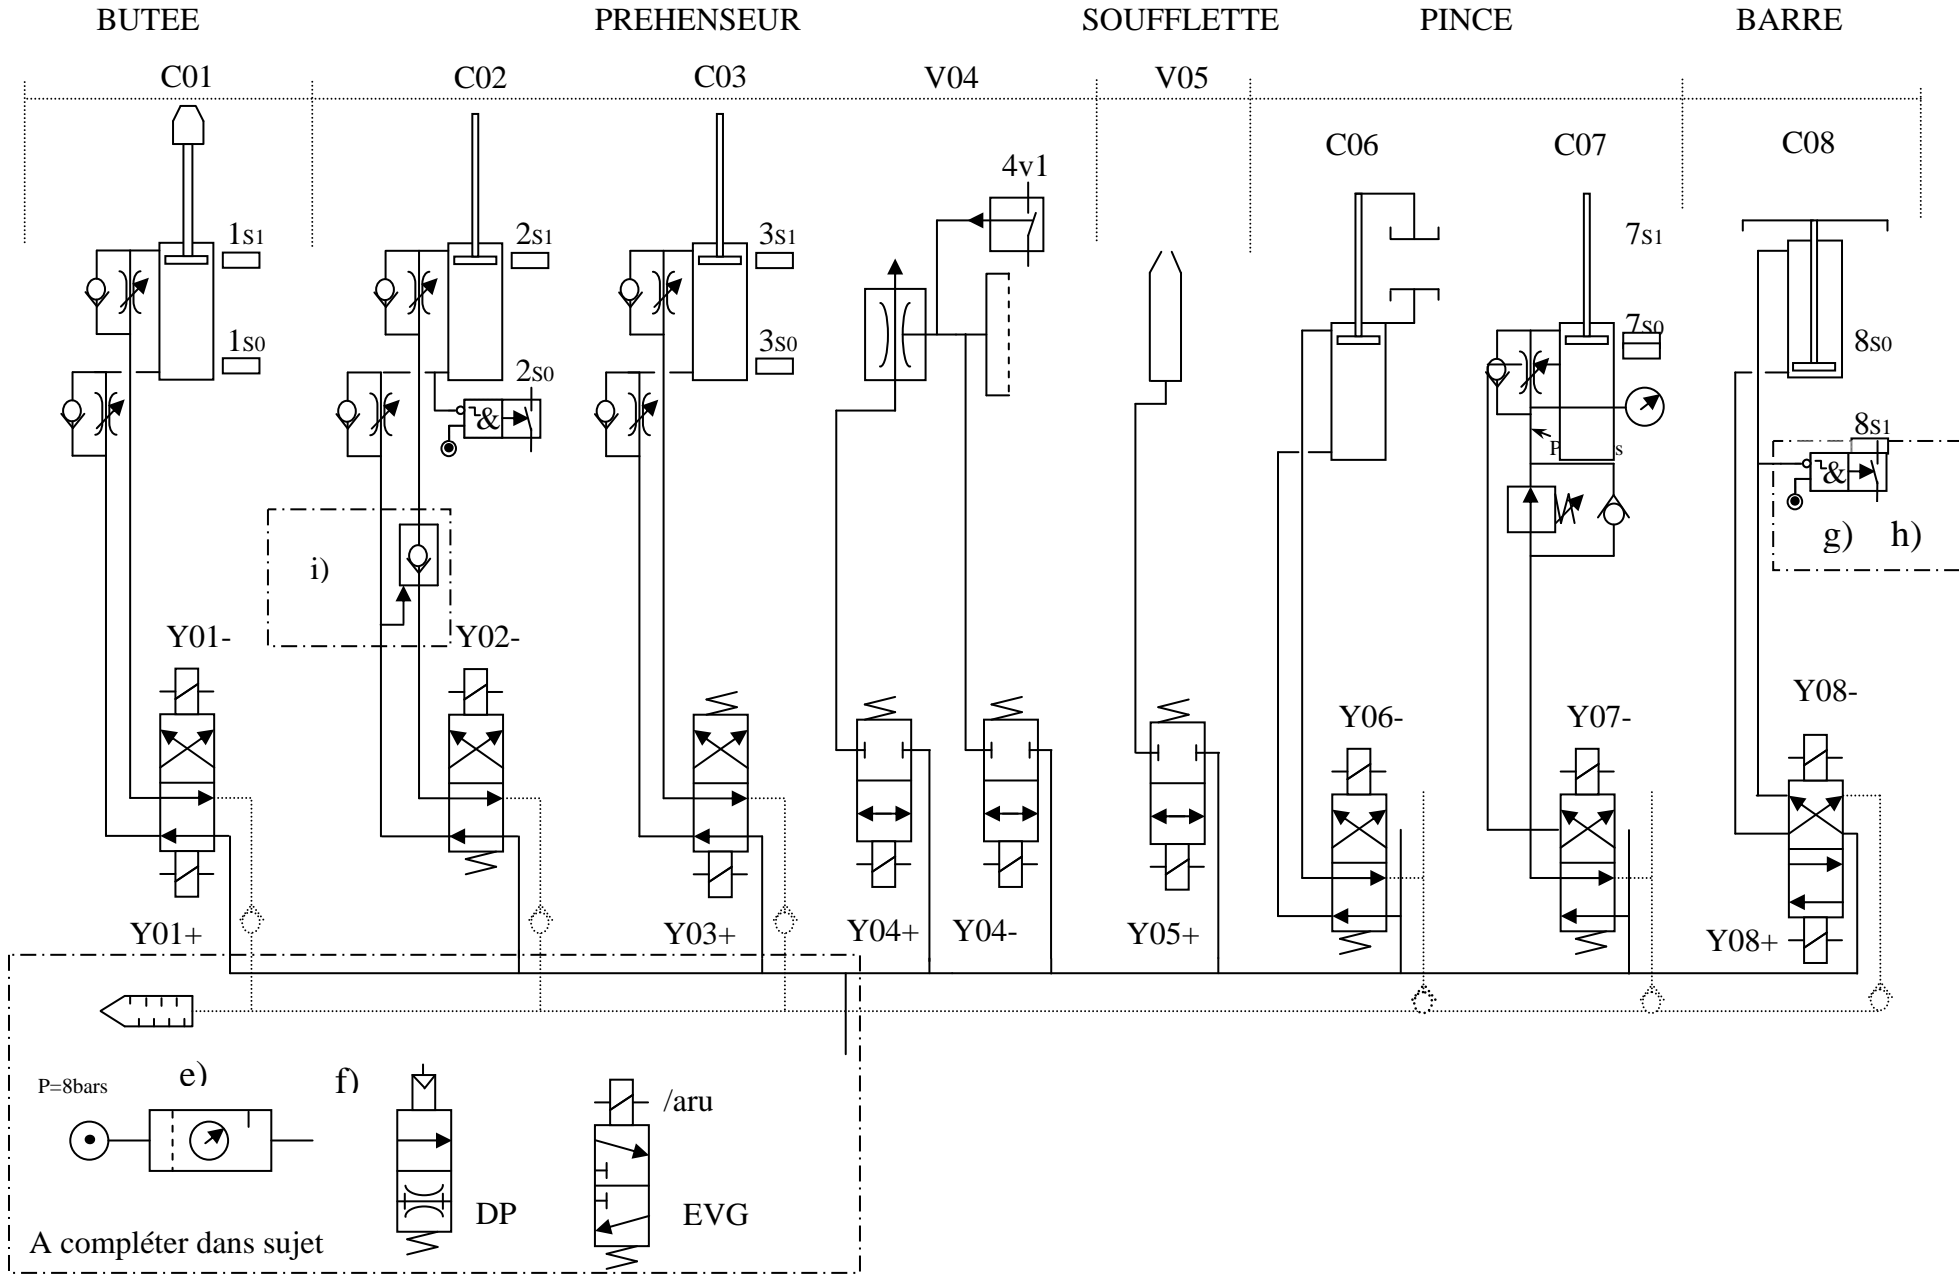 BUTEE PREHENSEUR SOUFFLETTE PINCE BARRE
C01 C02 C03 V04 V05
C06 C07 C08
4v1
1S1 2S1 3S1 7S1
1S0 3S0 7S0 8S0
2S0
& 8S1
P s
&
i) g) h)
Y01- Y02-
Y06- Y07- Y08-
Y01+ Y03+ Y04+ Y04- Y05+ Y08+
P=8bars e) f) /aru
DP EVG
A compléter dans sujet